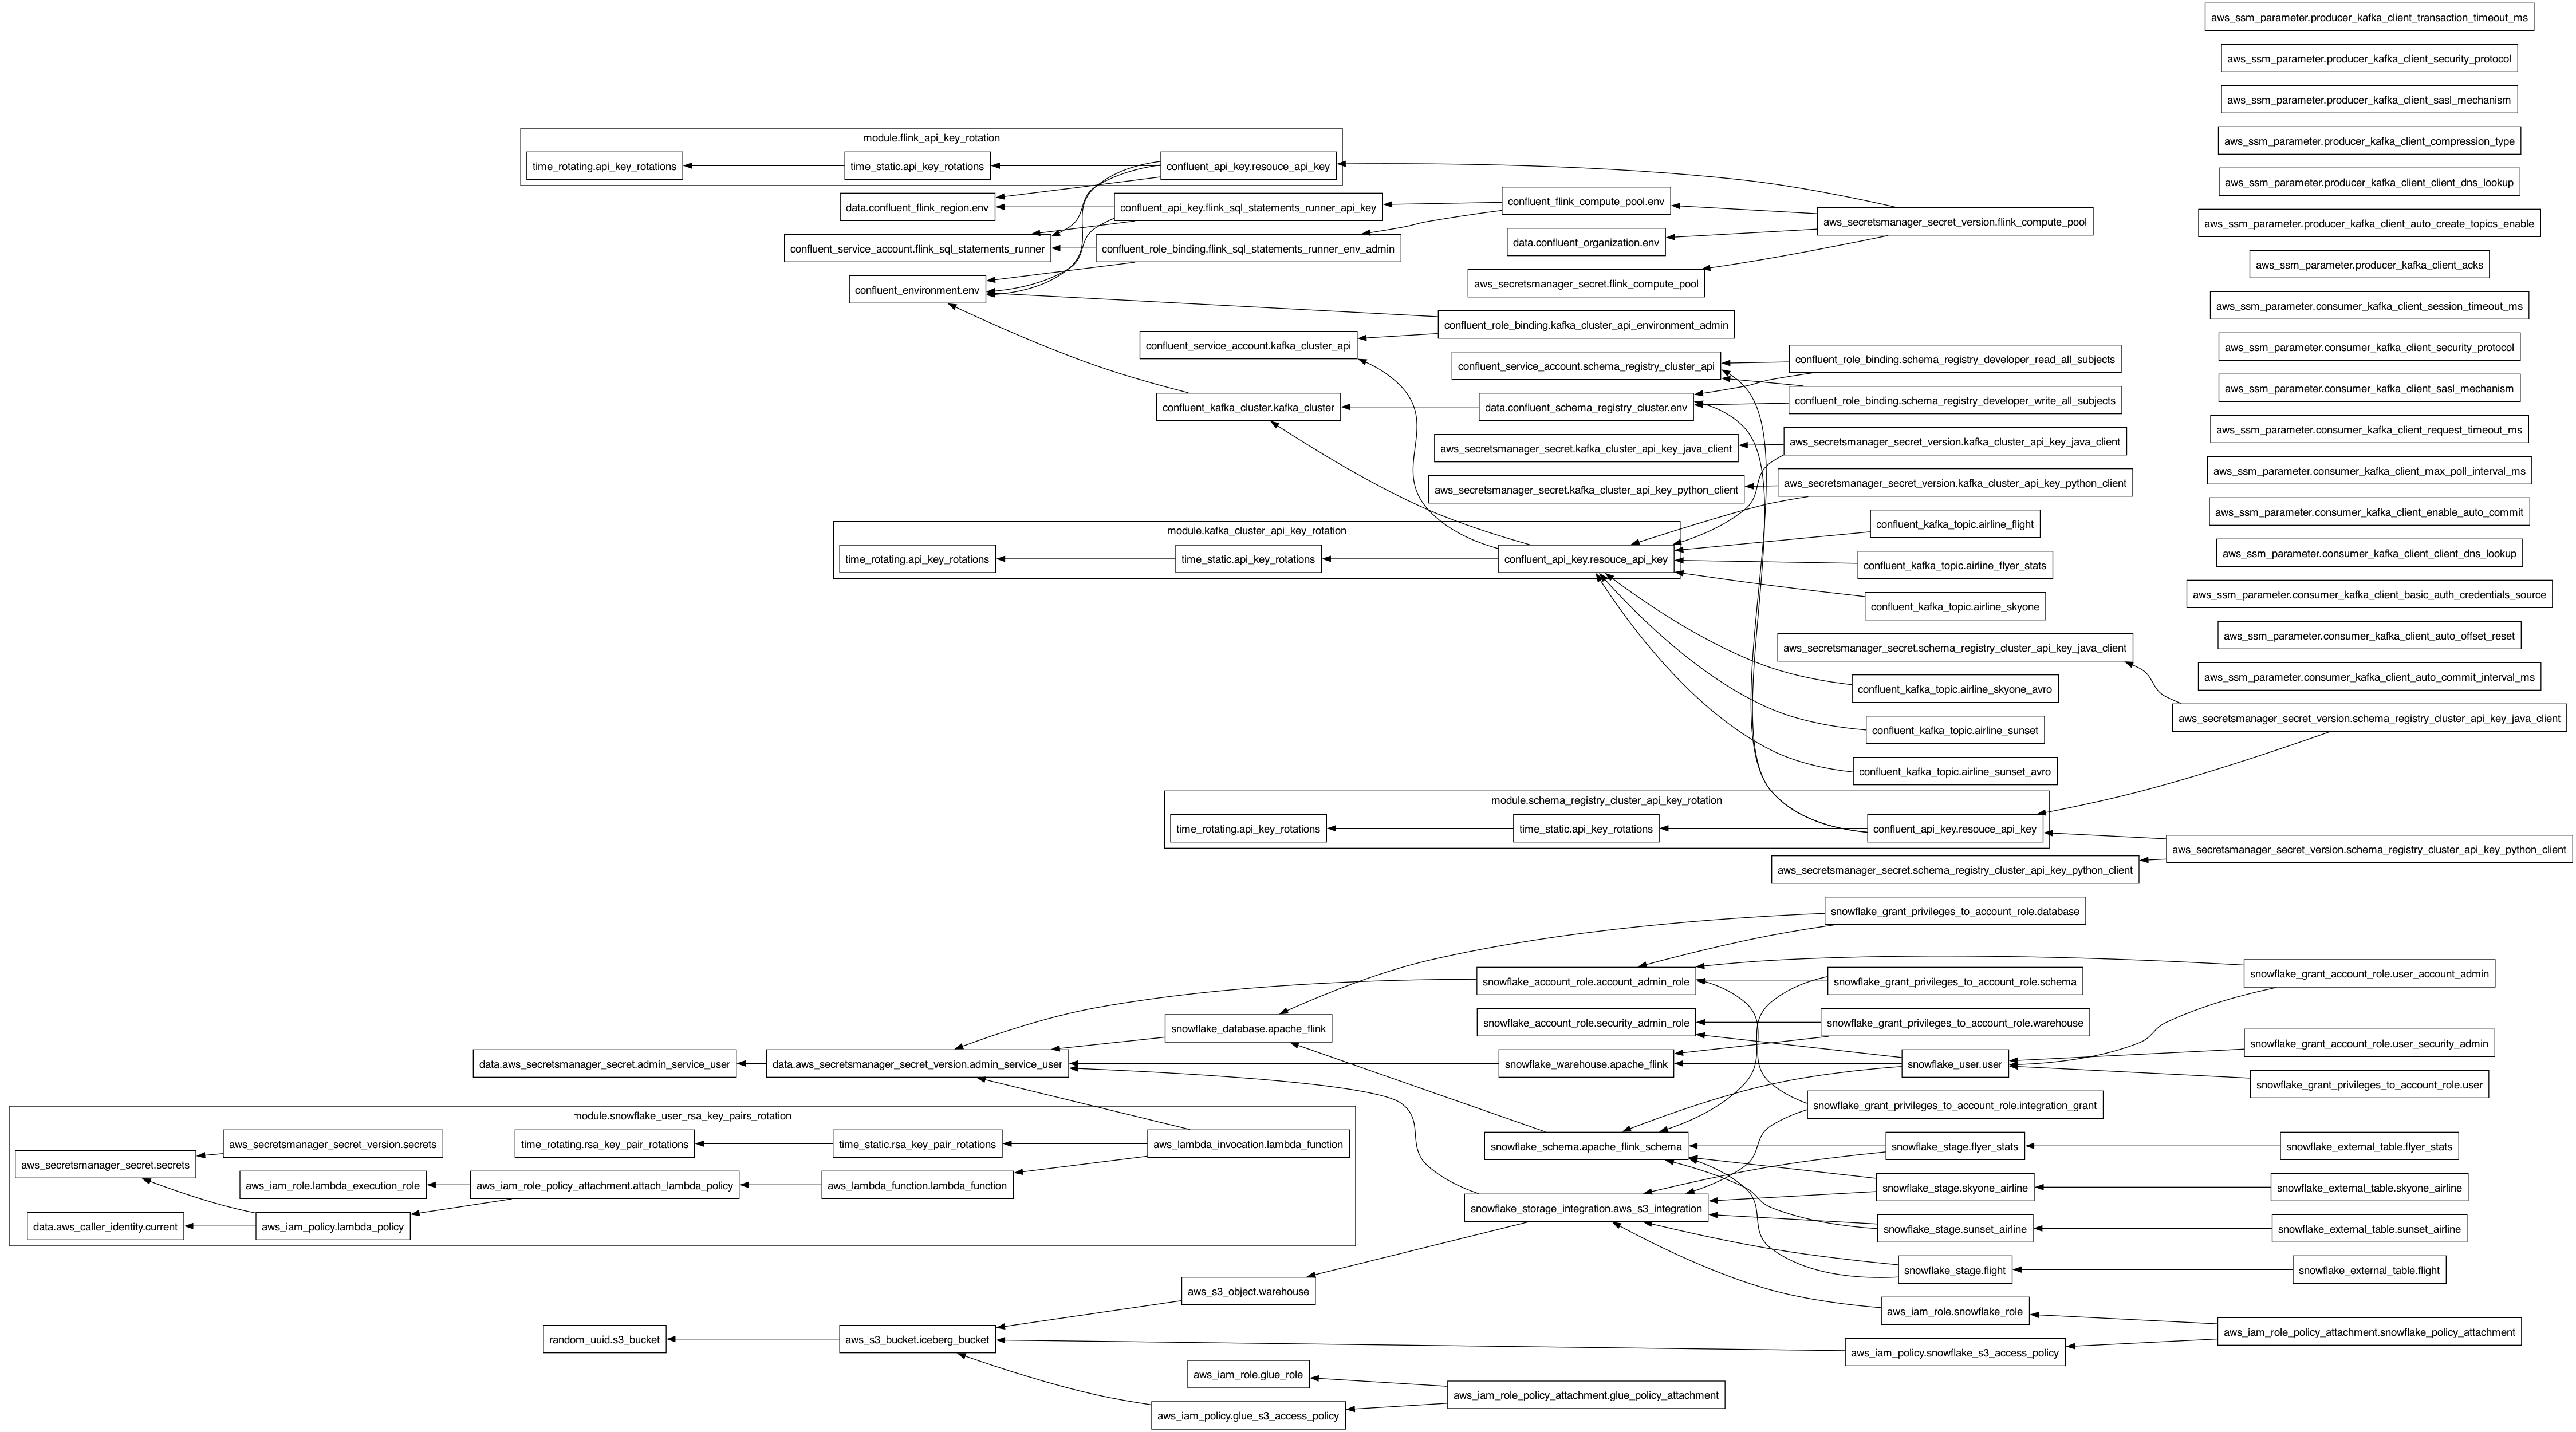 aws_ssm_parameter.producer_kafka_client_transaction_timeout_ms
aws_ssm_parameter.producer_kafka_client_security_protocol
aws_ssm_parameter.producer_kafka_client_sasl_mechanism
aws_ssm_parameter.producer_kafka_client_compression_type
aws_ssm_parameter.producer_kafka_client_client_dns_lookup
aws_ssm_parameter.producer_kafka_client_auto_create_topics_enable
aws_ssm_parameter.producer_kafka_client_acks
aws_ssm_parameter.consumer_kafka_client_session_timeout_ms
aws_ssm_parameter.consumer_kafka_client_security_protocol
aws_ssm_parameter.consumer_kafka_client_sasl_mechanism
aws_ssm_parameter.consumer_kafka_client_request_timeout_ms
aws_ssm_parameter.consumer_kafka_client_max_poll_interval_ms
aws_ssm_parameter.consumer_kafka_client_enable_auto_commit
aws_ssm_parameter.consumer_kafka_client_client_dns_lookup
aws_ssm_parameter.consumer_kafka_client_basic_auth_credentials_source
aws_ssm_parameter.consumer_kafka_client_auto_offset_reset
aws_ssm_parameter.consumer_kafka_client_auto_commit_interval_ms
module.flink_api_key_rotation
time_rotating.api_key_rotations
time_static.api_key_rotations
confluent_api_key.resouce_api_key
data.confluent_flink_region.env
confluent_api_key.flink_sql_statements_runner_api_key
confluent_flink_compute_pool.env
aws_secretsmanager_secret_version.flink_compute_pool
confluent_service_account.flink_sql_statements_runner
confluent_role_binding.flink_sql_statements_runner_env_admin
data.confluent_organization.env
confluent_environment.env
aws_secretsmanager_secret.flink_compute_pool
confluent_role_binding.kafka_cluster_api_environment_admin
confluent_service_account.kafka_cluster_api
confluent_service_account.schema_registry_cluster_api
confluent_role_binding.schema_registry_developer_read_all_subjects
confluent_kafka_cluster.kafka_cluster
data.confluent_schema_registry_cluster.env
confluent_role_binding.schema_registry_developer_write_all_subjects
aws_secretsmanager_secret.kafka_cluster_api_key_java_client
aws_secretsmanager_secret_version.kafka_cluster_api_key_java_client
aws_secretsmanager_secret.kafka_cluster_api_key_python_client
aws_secretsmanager_secret_version.kafka_cluster_api_key_python_client
module.kafka_cluster_api_key_rotation
time_rotating.api_key_rotations
time_static.api_key_rotations
confluent_api_key.resouce_api_key
confluent_kafka_topic.airline_flight
confluent_kafka_topic.airline_flyer_stats
confluent_kafka_topic.airline_skyone
aws_secretsmanager_secret.schema_registry_cluster_api_key_java_client
confluent_kafka_topic.airline_skyone_avro
confluent_kafka_topic.airline_sunset
confluent_kafka_topic.airline_sunset_avro
aws_secretsmanager_secret_version.schema_registry_cluster_api_key_java_client
module.schema_registry_cluster_api_key_rotation
time_rotating.api_key_rotations
time_static.api_key_rotations
confluent_api_key.resouce_api_key
aws_secretsmanager_secret_version.schema_registry_cluster_api_key_python_client
aws_secretsmanager_secret.schema_registry_cluster_api_key_python_client
snowflake_grant_privileges_to_account_role.database
snowflake_account_role.account_admin_role
snowflake_grant_privileges_to_account_role.schema
snowflake_grant_account_role.user_account_admin
snowflake_database.apache_flink
snowflake_account_role.security_admin_role
snowflake_grant_privileges_to_account_role.warehouse
snowflake_grant_account_role.user_security_admin
data.aws_secretsmanager_secret.admin_service_user
data.aws_secretsmanager_secret_version.admin_service_user
snowflake_warehouse.apache_flink
snowflake_user.user
snowflake_grant_privileges_to_account_role.user
snowflake_grant_privileges_to_account_role.integration_grant
module.snowflake_user_rsa_key_pairs_rotation
aws_secretsmanager_secret_version.secrets
time_rotating.rsa_key_pair_rotations
time_static.rsa_key_pair_rotations
aws_lambda_invocation.lambda_function
aws_secretsmanager_secret.secrets
aws_iam_role.lambda_execution_role
aws_iam_role_policy_attachment.attach_lambda_policy
aws_lambda_function.lambda_function
data.aws_caller_identity.current
aws_iam_policy.lambda_policy
snowflake_schema.apache_flink_schema
snowflake_stage.flyer_stats
snowflake_external_table.flyer_stats
snowflake_stage.skyone_airline
snowflake_external_table.skyone_airline
snowflake_storage_integration.aws_s3_integration
snowflake_stage.sunset_airline
snowflake_external_table.sunset_airline
snowflake_stage.flight
snowflake_external_table.flight
aws_s3_object.warehouse
aws_iam_role.snowflake_role
random_uuid.s3_bucket
aws_s3_bucket.iceberg_bucket
aws_iam_policy.snowflake_s3_access_policy
aws_iam_role_policy_attachment.snowflake_policy_attachment
aws_iam_role.glue_role
aws_iam_role_policy_attachment.glue_policy_attachment
aws_iam_policy.glue_s3_access_policy